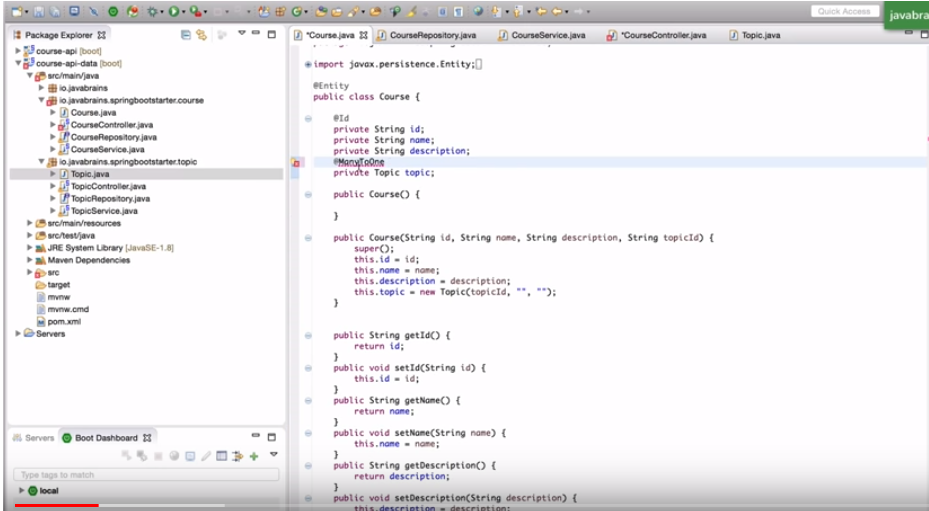 Quick Access
javabra
Package Explorer
course-api [boot]
course-api-data [boot]
src/main/java
io.javabrains
io.javabrains.springbootstarter.course
Course.java
CourseController.java
CourseRepository.java
CourseService.java
io.javabrains.springbootstarter.topic
Topic.java
TopicController.java
TopicRepository.java
TopicService.java
src/main/resources
src/test/java
JRE System Library [JavaSE-1.8]
Maven Dependencies
src
target
mvnw
mvnw.cmd
pom.xml
Servers
Servers
Boot Dashboard
Type tags to match
local
*Course.java
CourseRepository.java
CourseService.java
*CourseController.java
Topic.java
import javax.persistence.Entity;
@Entity
public class Course {
@Id
private String id;
private String name;
private String description;
@ManyToOne
private Topic topic;
public Course() {
}
public Course(String id, String name, String description, String topicId) {
super();
this.id = id;
this.name = name;
this.description = description;
this.topic = new Topic(topicId, "", "");
}
public String getId() {
return id;
}
public void setId(String id) {
this.id = id;
}
public String getName() {
return name;
}
public void setName(String name) {
this.name = name;
}
public String getDescription() {
return description;
}
public void setDescription(String description) {
this.description = description;